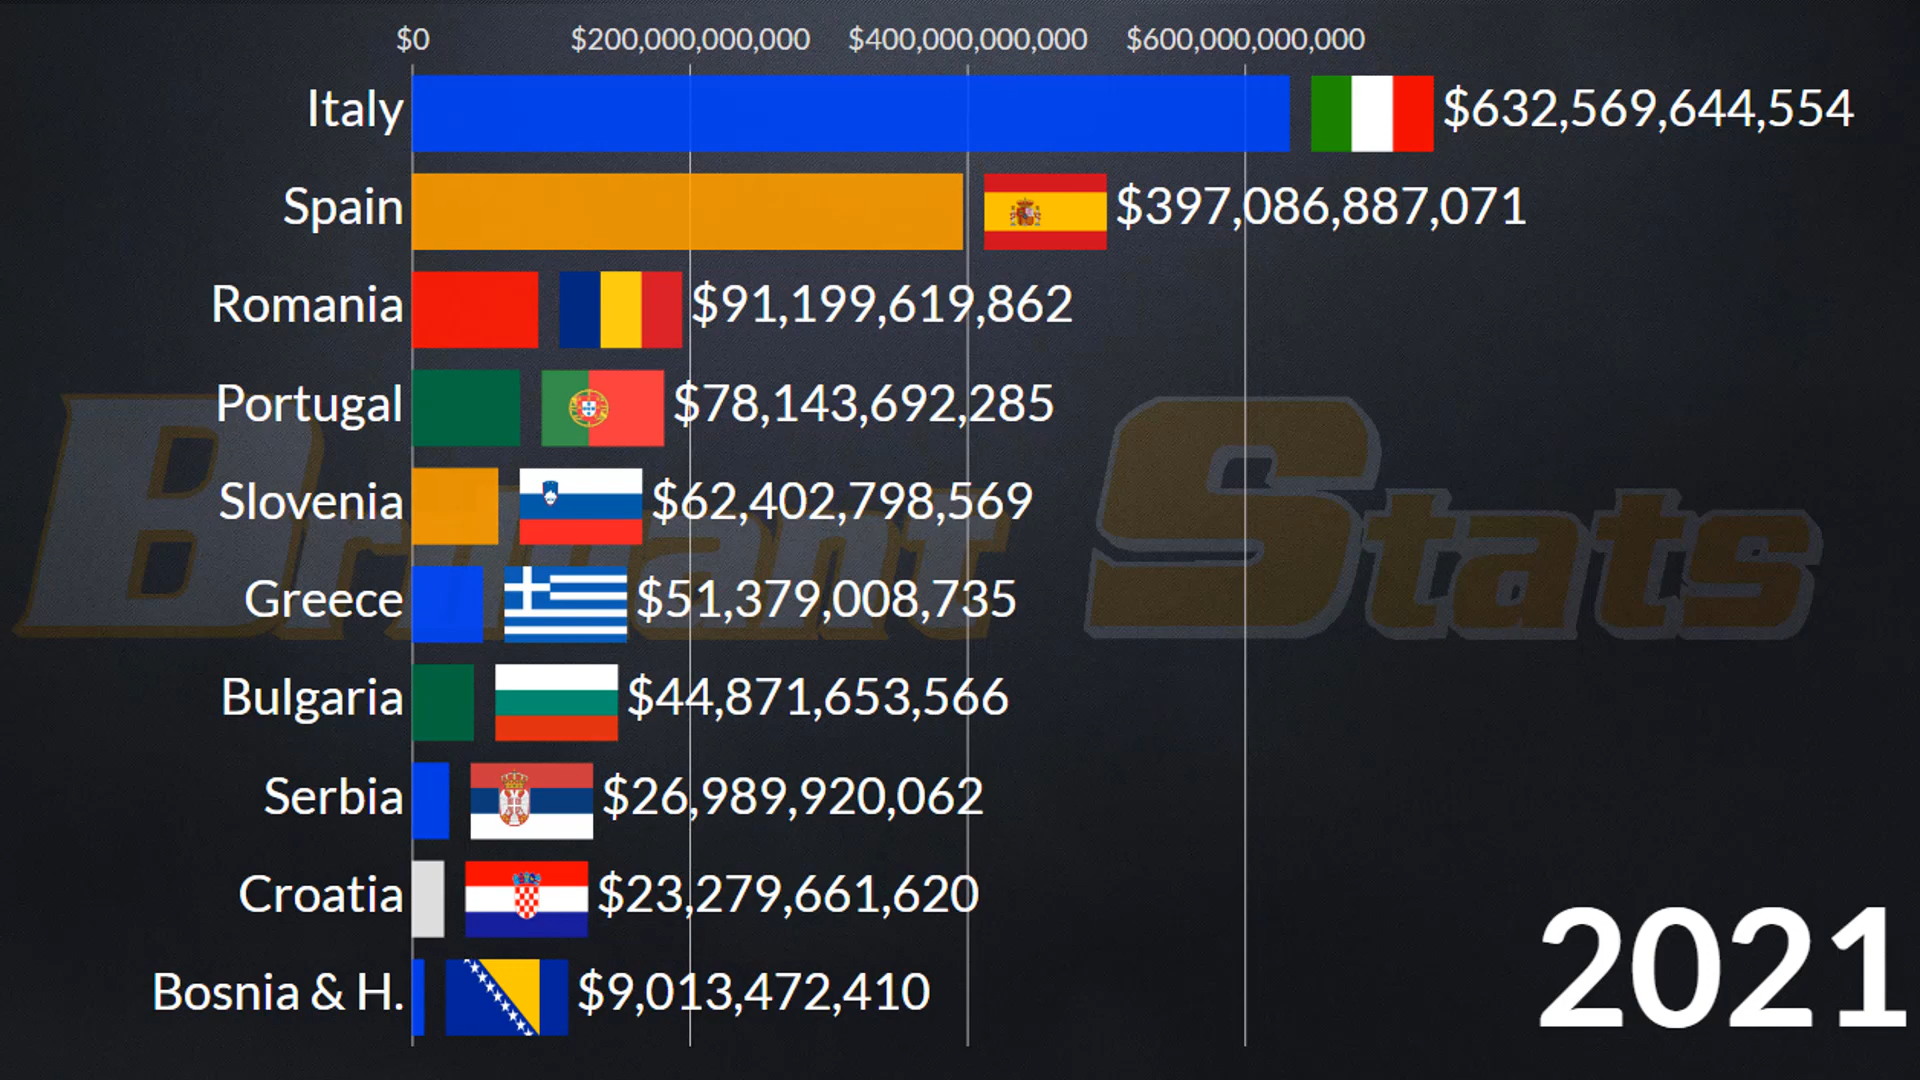 $0 $200,000,000,000 $400,000,000,000 $600,000,000,000
Italy $632,569,644,554
Spain $397,086,887,071
Romania $91,199,619,862
Portugal $78,143,692,285
Slovenia $62,402,798,569
Greece $51,379,008,735
Brilliant Stats
Bulgaria $44,871,653,566
Serbia $26,989,920,062
Croatia $23,279,661,620
Bosnia & H. $9,013,472,410
2021